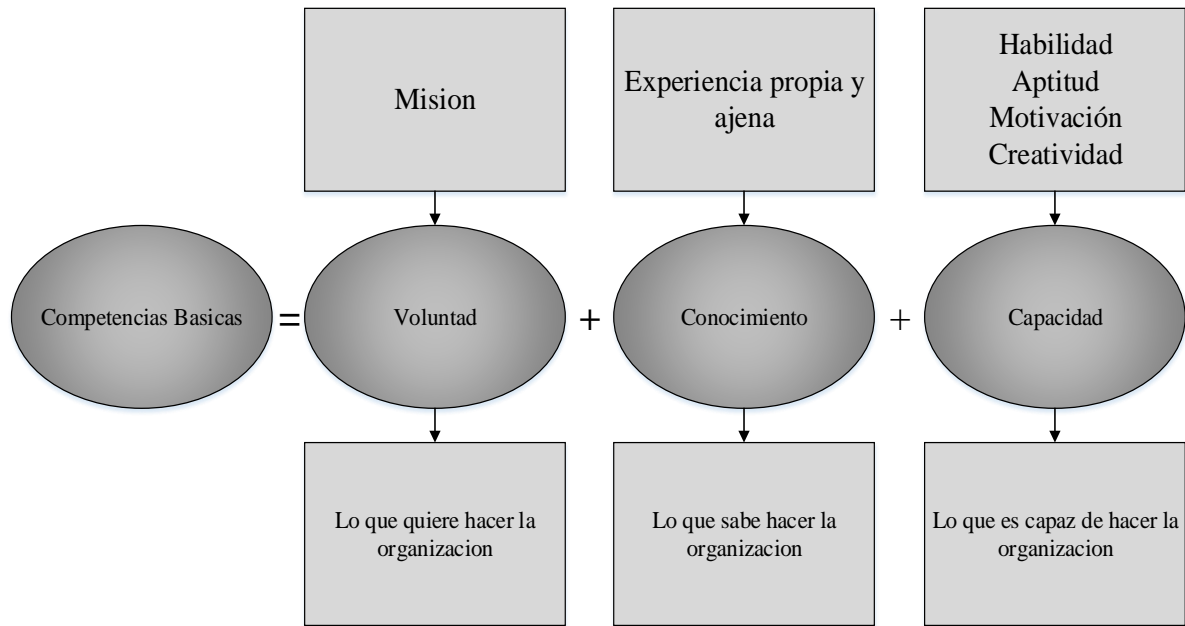 Mision
Experiencia propia y
ajena
Habilidad
Aptitud
Motivación
Creatividad
Competencias Basicas
=
Voluntad
+
Conocimiento
+
Capacidad
Lo que quiere hacer la
organizacion
Lo que sabe hacer la
organizacion
Lo que es capaz de hacer la
organizacion